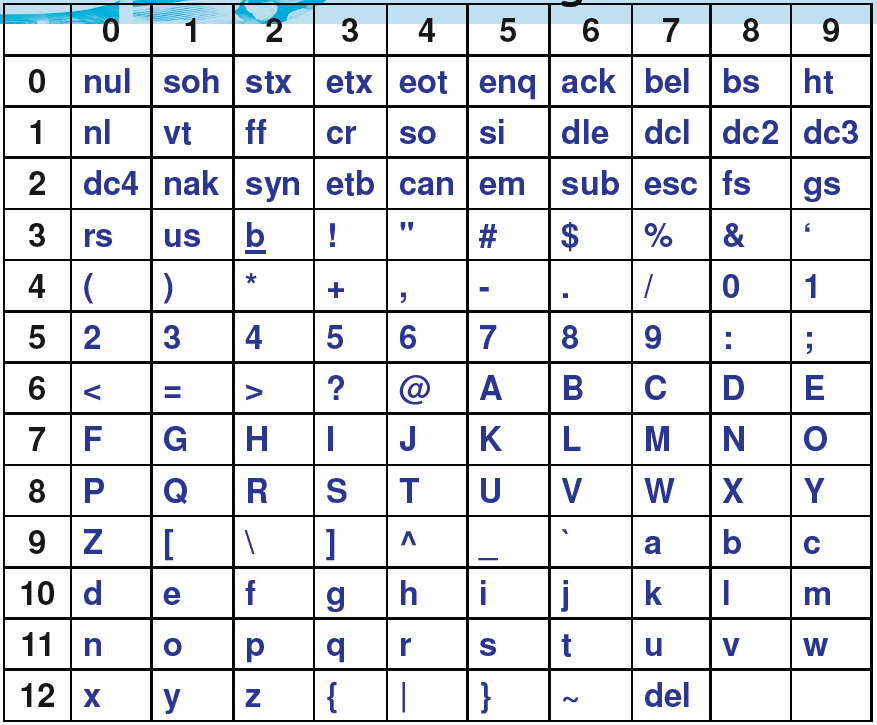 0 1 2 3 4 5 6 7 8 9
0 nul soh stx etx eot enq ack bel bs ht
1 nl vt ff cr so si dle dcl dc2 dc3
2 dc4 nak syn etb can em sub esc fs gs
3 rs us b ! " # $ % & ‘
4 ( ) * + , - . / 0 1
5 2 3 4 5 6 7 8 9 : ;
6 < = > ? @ A B C D E
7 F G H I J K L M N O
8 P Q R S T U V W X Y
9 Z [ \ ] ^ _ ` a b c
10 d e f g h i j k l m
11 n o p q r s t u v w
12 x y z { | } ~ del